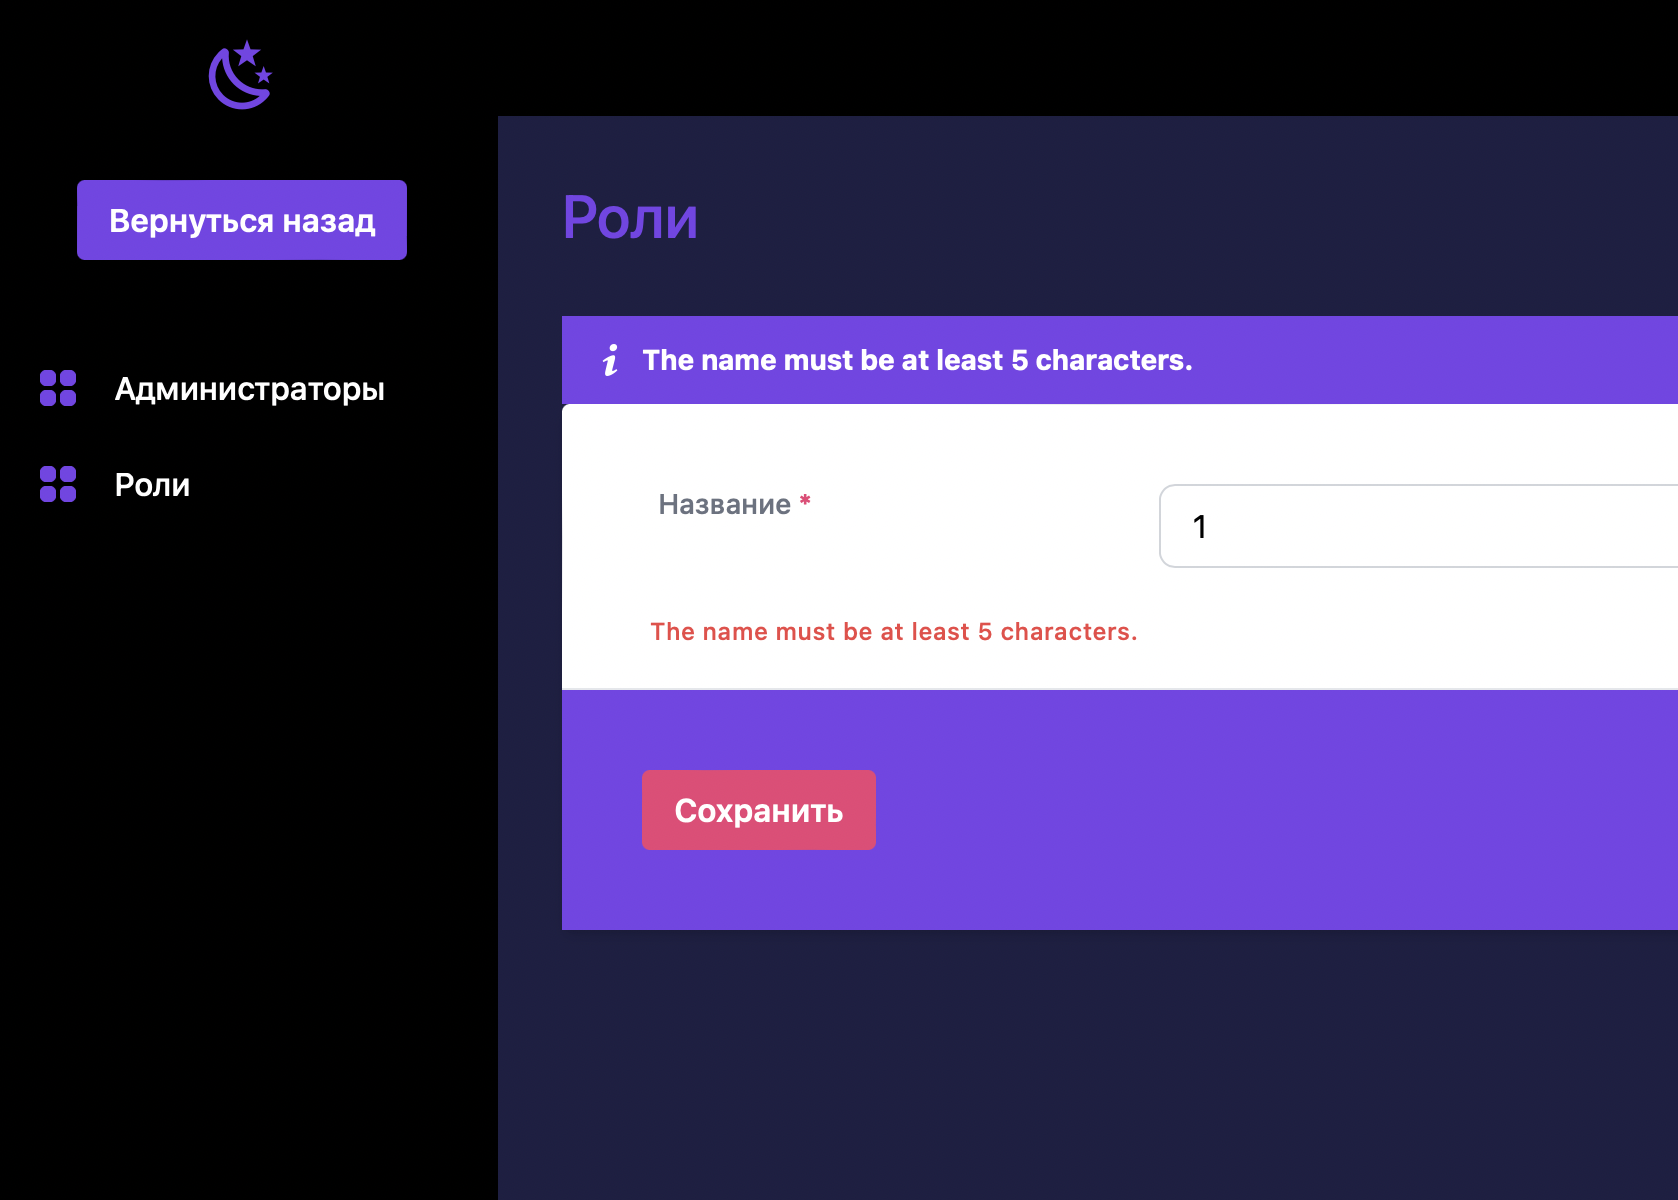 Вернуться назад
Администраторы
Роли
Роли
The name must be at least 5 characters.
Название *
1
The name must be at least 5 characters.
Сохранить